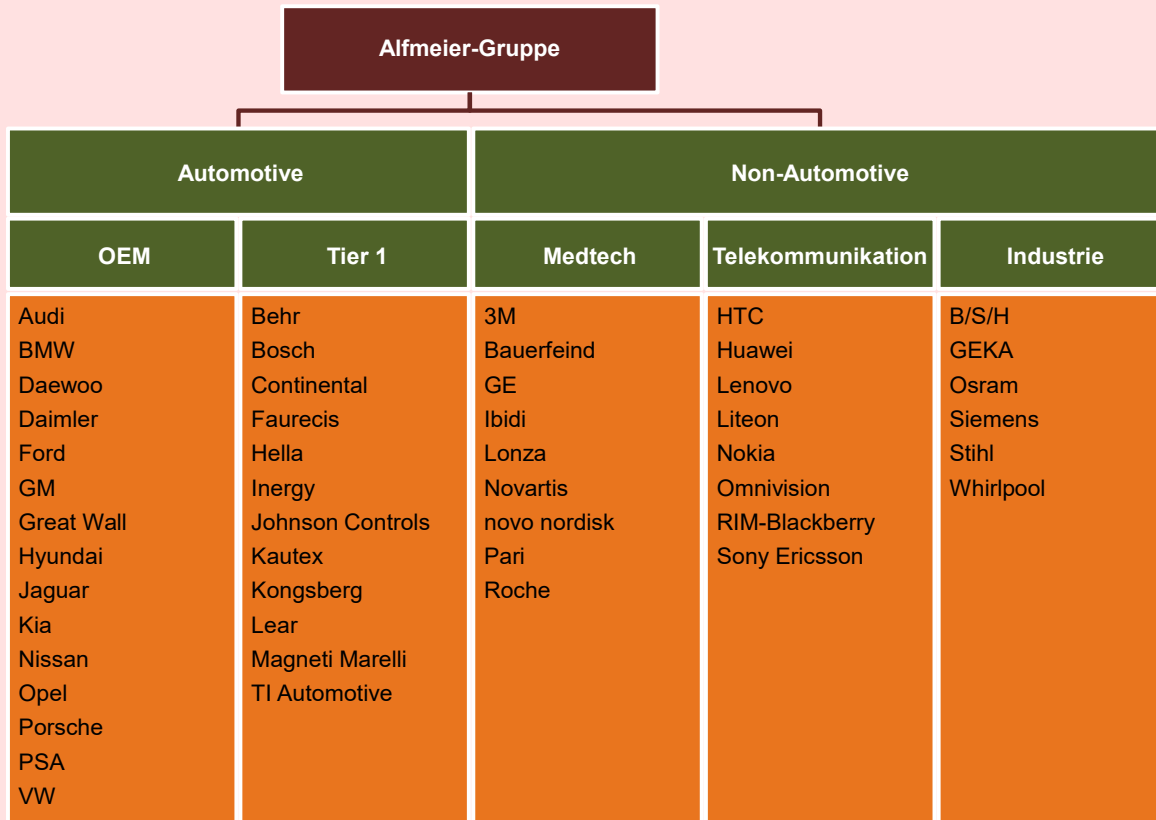 Alfmeier-Gruppe
Automotive
Non-Automotive
OEM
Tier 1
Medtech
Telekommunikation
Industrie
Audi
BMW
Daewoo
Daimler
Ford
GM
Great Wall
Hyundai
Jaguar
Kia
Nissan
Opel
Porsche
PSA
VW
Behr
Bosch
Continental
Faurecis
Hella
Inergy
Johnson Controls
Kautex
Kongsberg
Lear
Magneti Marelli
TI Automotive
3M
Bauerfeind
GE
Ibidi
Lonza
Novartis
novo nordisk
Pari
Roche
HTC
Huawei
Lenovo
Liteon
Nokia
Omnivision
RIM-Blackberry
Sony Ericsson
B/S/H
GEKA
Osram
Siemens
Stihl
Whirlpool